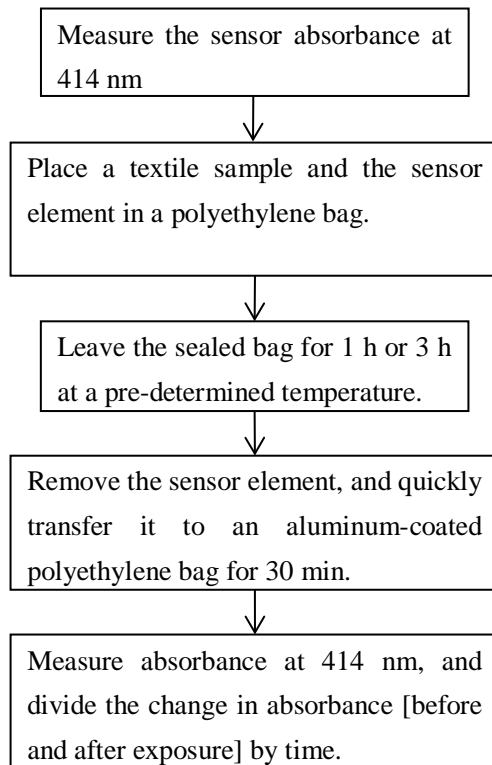 Measure the sensor absorbance at
414 nm
Place a textile sample and the sensor
element in a polyethylene bag.
Leave the sealed bag for 1 h or 3 h
at a pre-determined temperature.
Remove the sensor element, and quickly
transfer it to an aluminum-coated
polyethylene bag for 30 min.
Measure absorbance at 414 nm, and
divide the change in absorbance [before
and after exposure] by time.